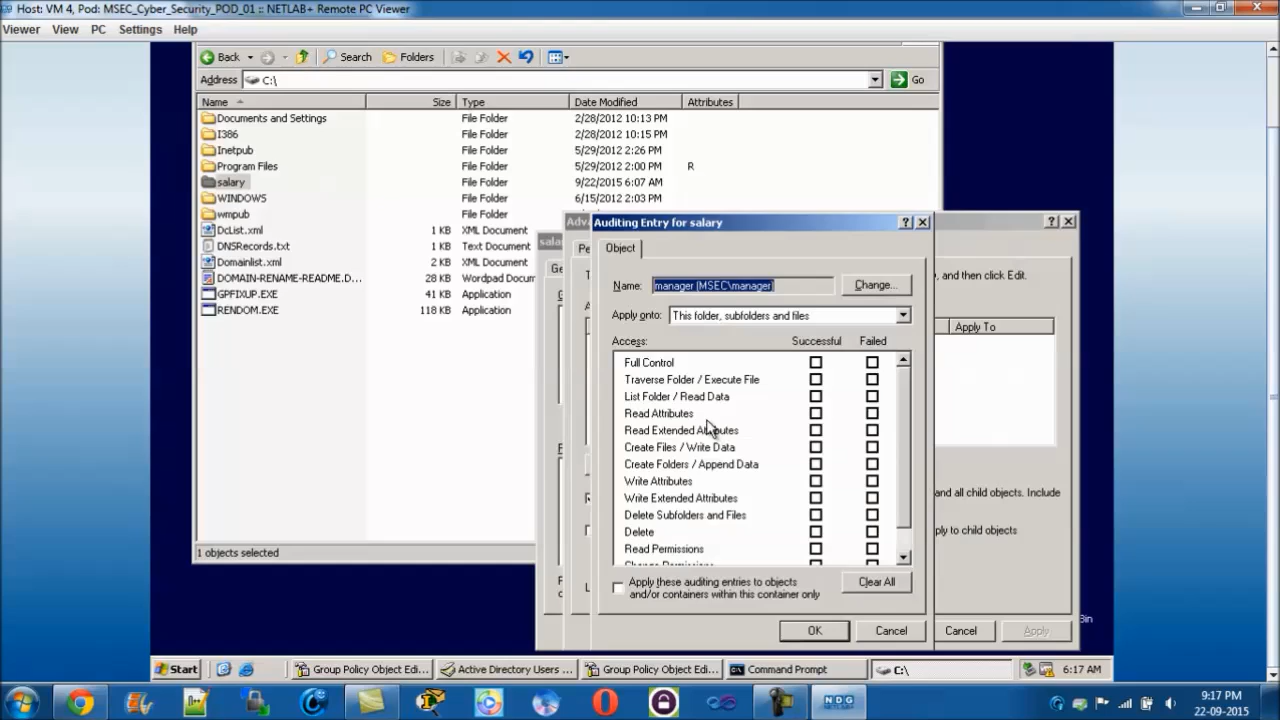 Host: VM 4, Pod: MSEC_Cyber_Security_POD_01 :: NETLAB+ Remote PC Viewer
Viewer View PC Settings Help
Back Search Folders
Address C:\ Go
Name Size Type Date Modified Attributes
Documents and Settings File Folder 2/28/2012 10:13 PM
I386 File Folder 2/28/2012 10:15 PM
Inetpub File Folder 5/29/2012 2:26 PM
Program Files File Folder 5/29/2012 2:00 PM R
salary File Folder 9/22/2015 6:07 AM
WINDOWS File Folder 6/15/2012 2:03 PM
wmpub File Folder
DcList.xml 1 KB XML Document
DNSRecords.txt 1 KB Text Document
Domainlist.xml 2 KB XML Document
DOMAIN-RENAME-README.D... 28 KB Wordpad Docum
GPFIXUP.EXE 41 KB Application
RENDOM.EXE 118 KB Application
1 objects selected
Adv
sala
Ge
Pe
Auditing Entry for salary
Object
Name: manager (MSEC\manager) Change...
Apply onto: This folder, subfolders and files
Access: Successful Failed
Full Control
Traverse Folder / Execute File
List Folder / Read Data
Read Attributes
Read Extended Attributes
Create Files / Write Data
Create Folders / Append Data
Write Attributes
Write Extended Attributes
Delete Subfolders and Files
Delete
Read Permissions
Change Permissions
Apply these auditing entries to objects
and/or containers within this container only
Clear All
OK Cancel
, and then click Edit.
Apply To
and all child objects. Include
ply to child objects
Cancel Apply
Bin
Start Group Policy Object Edi... Active Directory Users ... Group Policy Object Edi... Command Prompt C:\ 6:17 AM
NDG
9:17 PM
22-09-2015